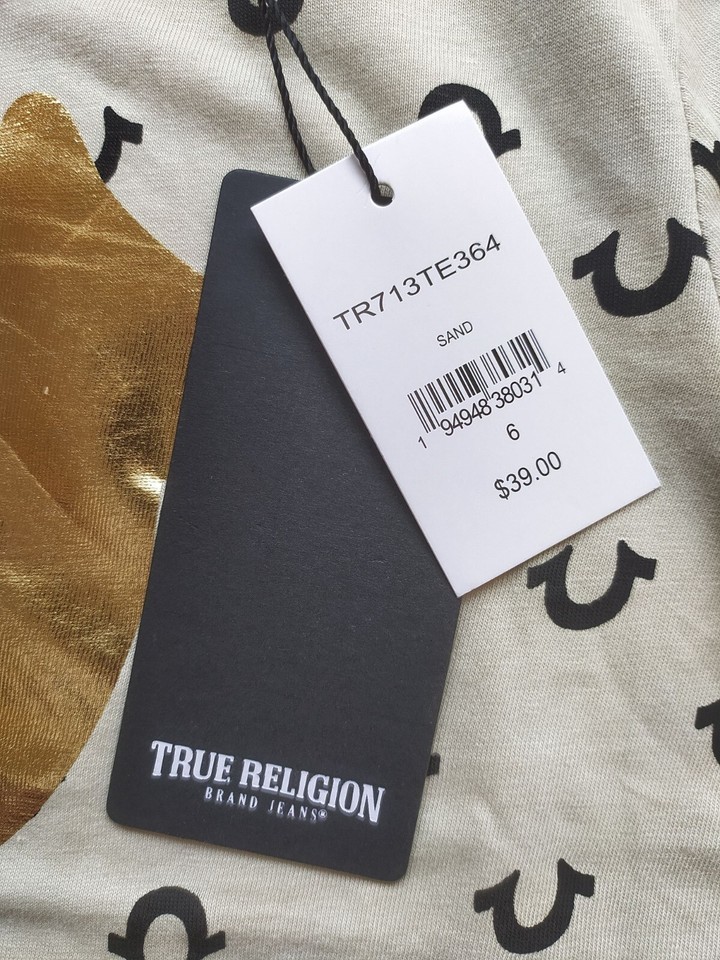 TR713TE364
SAND
1 94948 38031 4
6
$39.00
TRUE RELIGION
BRAND JEANS®